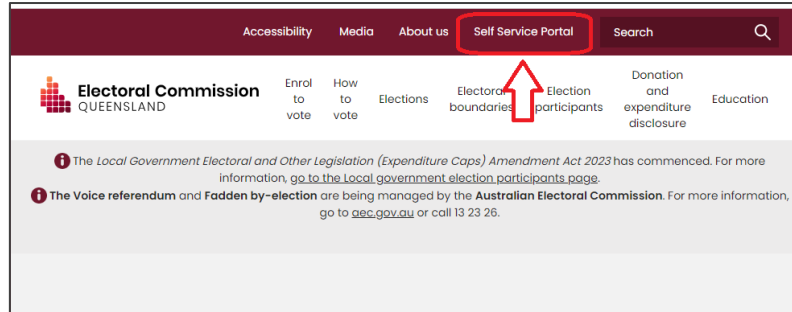 Accessibility Media About us Self Service Portal Search
Electoral Commission
QUEENSLAND
Enrol
to
vote
How
to
vote
Elections
Electoral
boundaries
Election
participants
Donation
and
expenditure
disclosure
Education
The Local Government Electoral and Other Legislation (Expenditure Caps) Amendment Act 2023 has commenced. For more
information, go to the Local government election participants page.
The Voice referendum and Fadden by-election are being managed by the Australian Electoral Commission. For more information,
go to aec.gov.au or call 13 23 26.